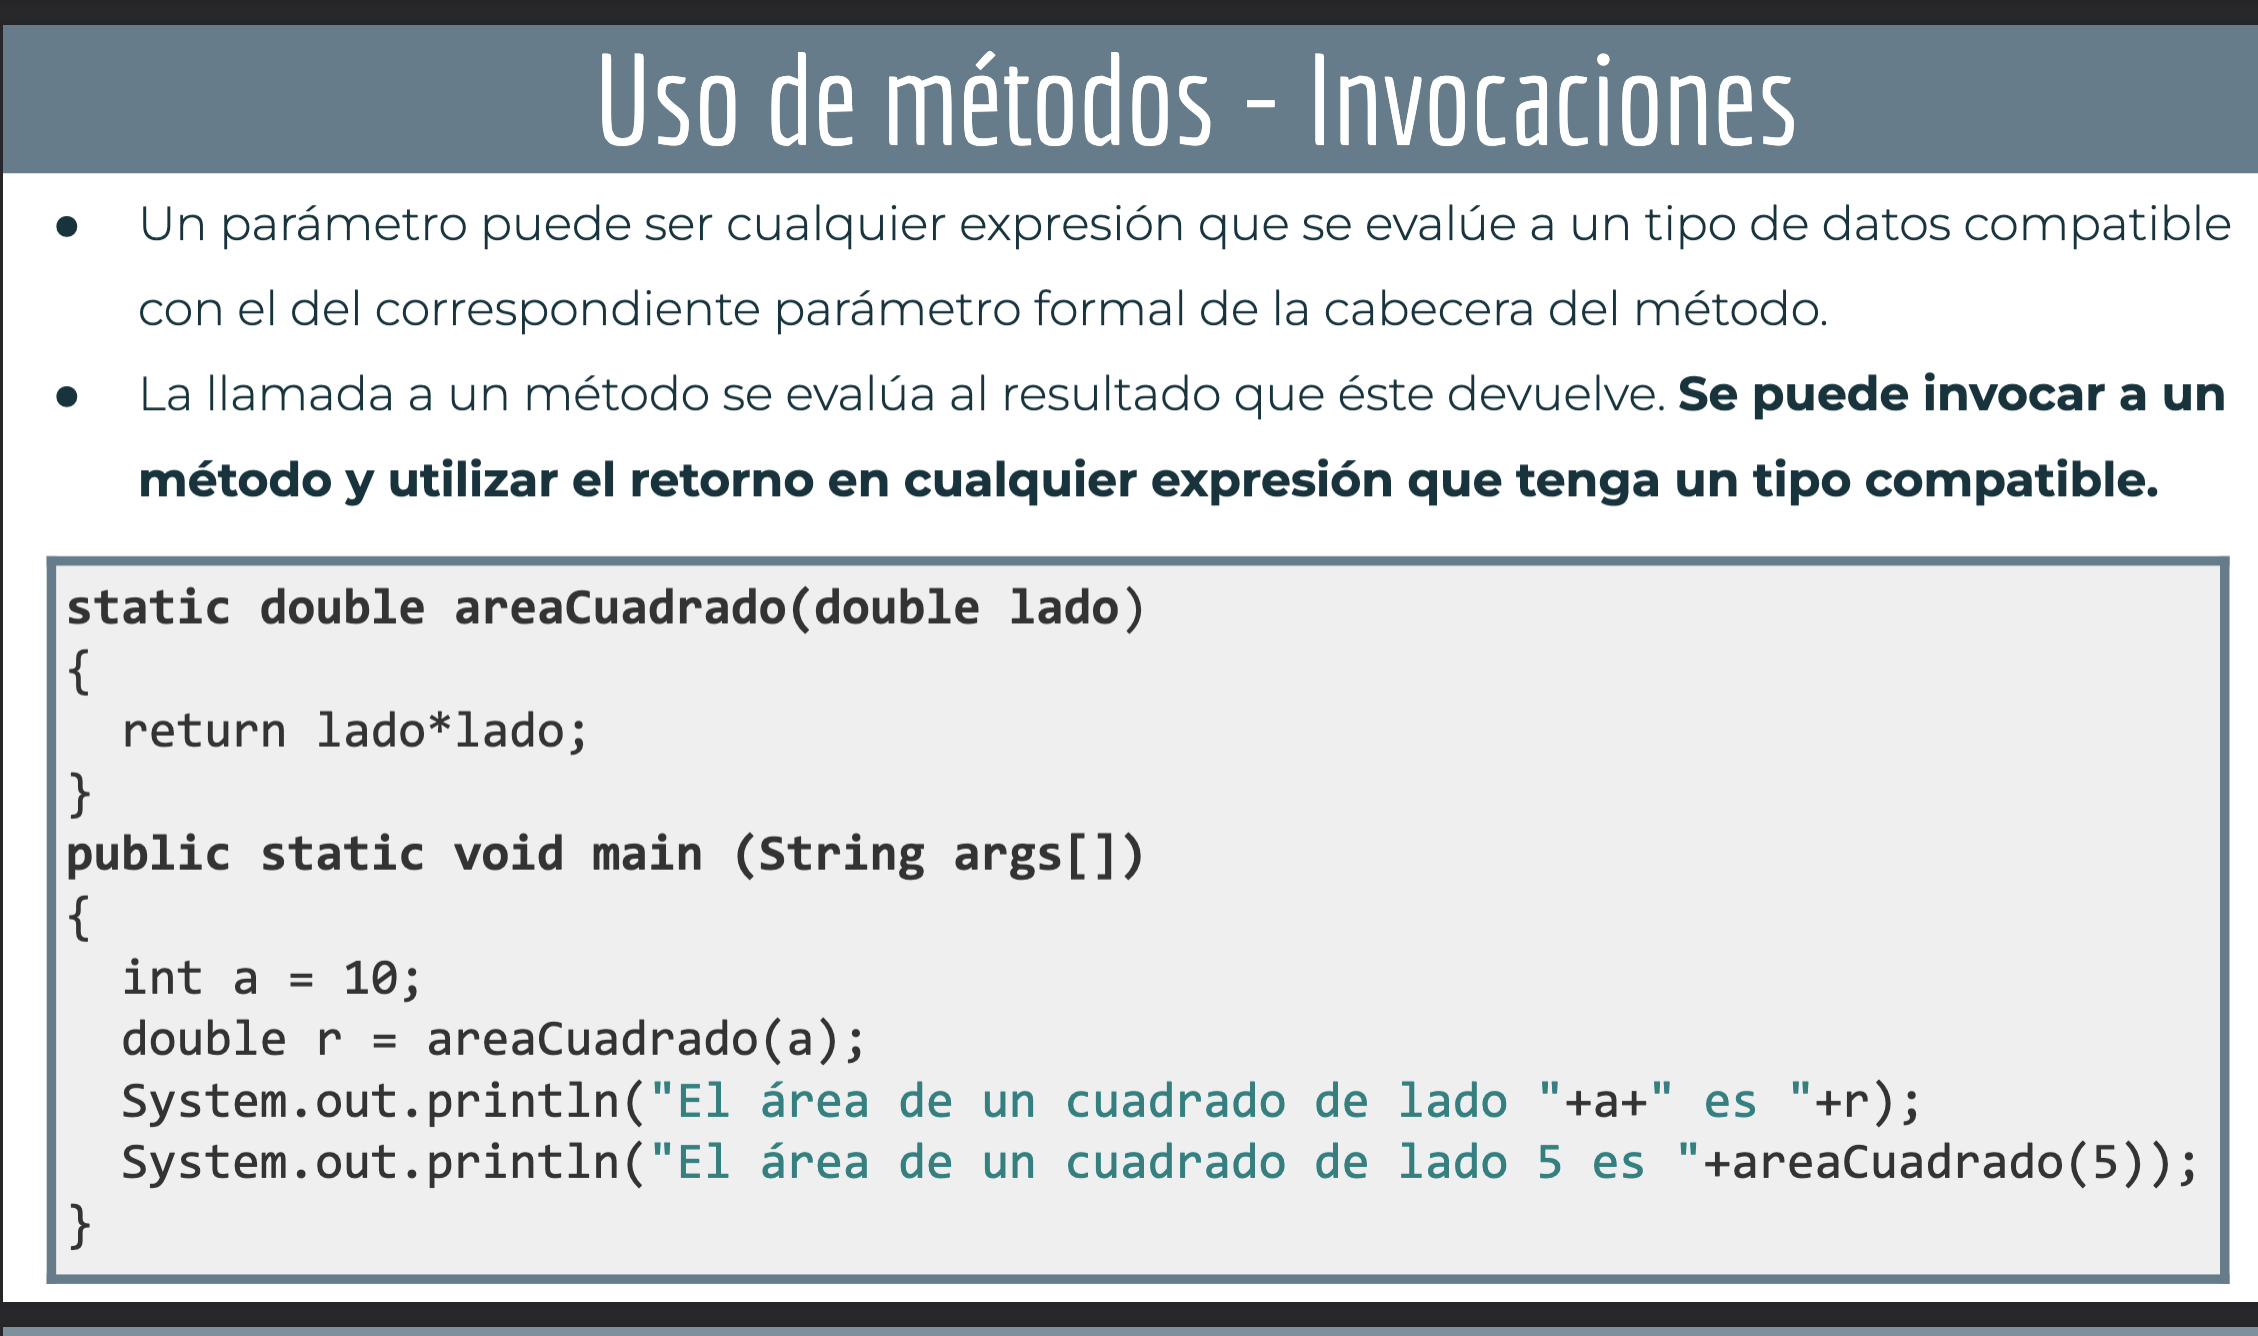 Uso de métodos - Invocaciones
● Un parámetro puede ser cualquier expresión que se evalúe a un tipo de datos compatible
con el del correspondiente parámetro formal de la cabecera del método.
● La llamada a un método se evalúa al resultado que éste devuelve. Se puede invocar a un
método y utilizar el retorno en cualquier expresión que tenga un tipo compatible.
static double areaCuadrado(double lado)
{
  return lado*lado;
}
public static void main (String args[])
{
  int a = 10;
  double r = areaCuadrado(a);
  System.out.println("El área de un cuadrado de lado "+a+" es "+r);
  System.out.println("El área de un cuadrado de lado 5 es "+areaCuadrado(5));
}